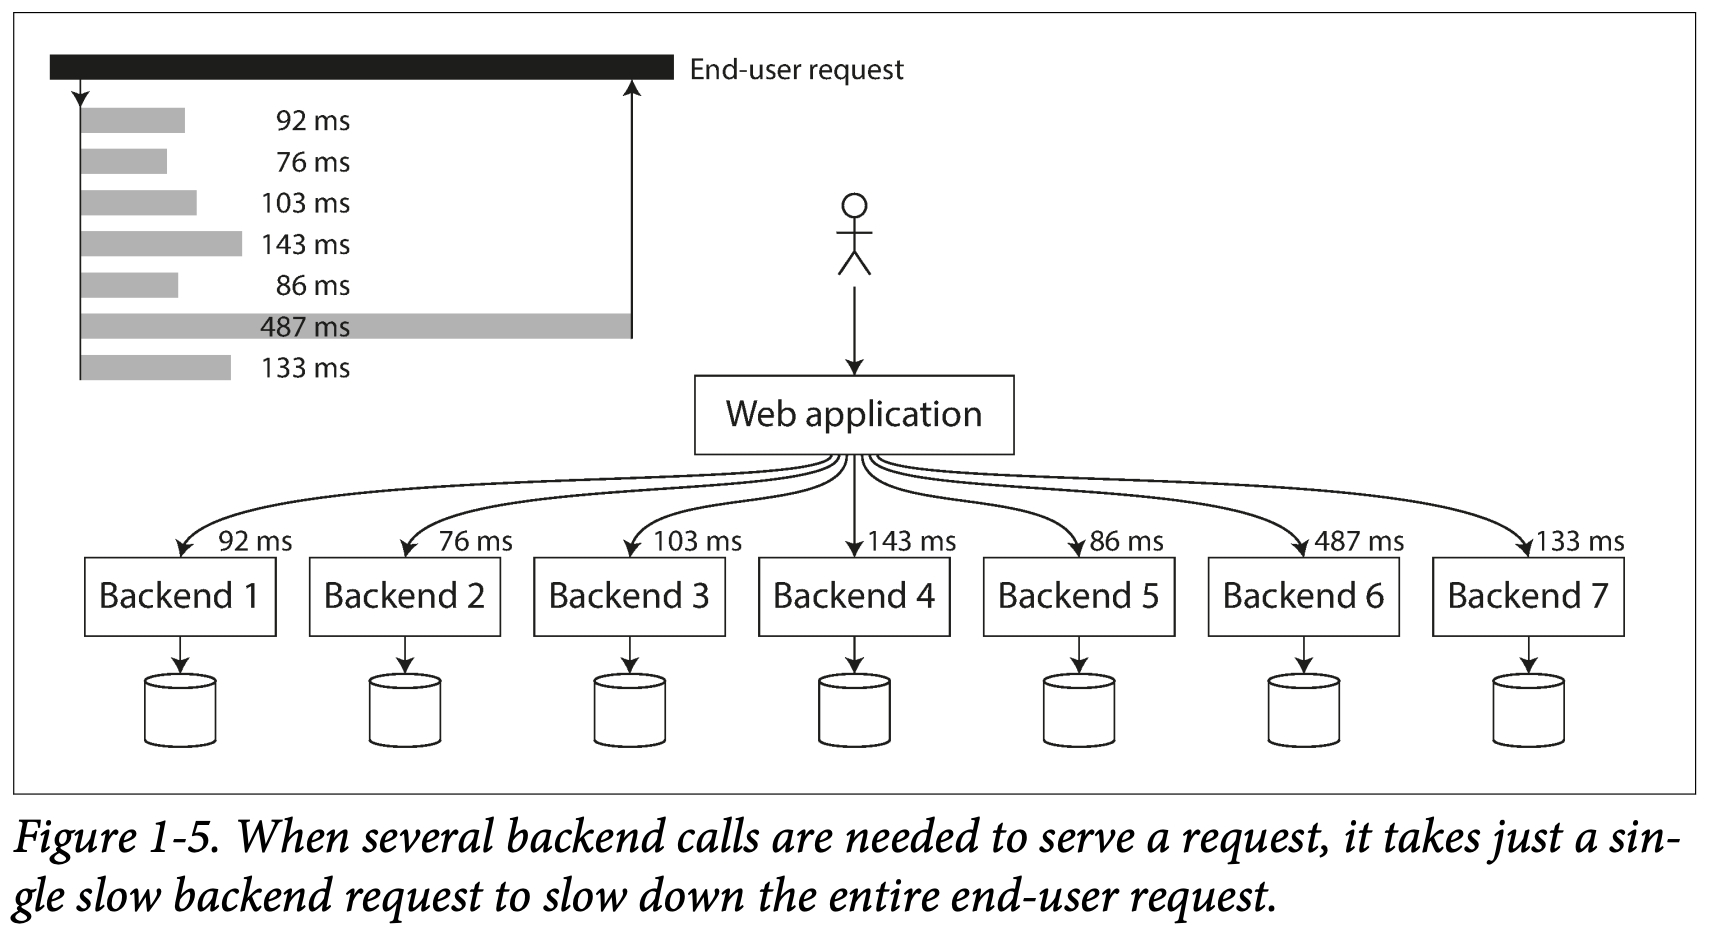 End-user request
92 ms
76 ms
103 ms
143 ms
86 ms
487 ms
133 ms
Web application
92 ms
76 ms
103 ms
143 ms
86 ms
487 ms
133 ms
Backend 1
Backend 2
Backend 3
Backend 4
Backend 5
Backend 6
Backend 7
Figure 1-5. When several backend calls are needed to serve a request, it takes just a sin-
gle slow backend request to slow down the entire end-user request.